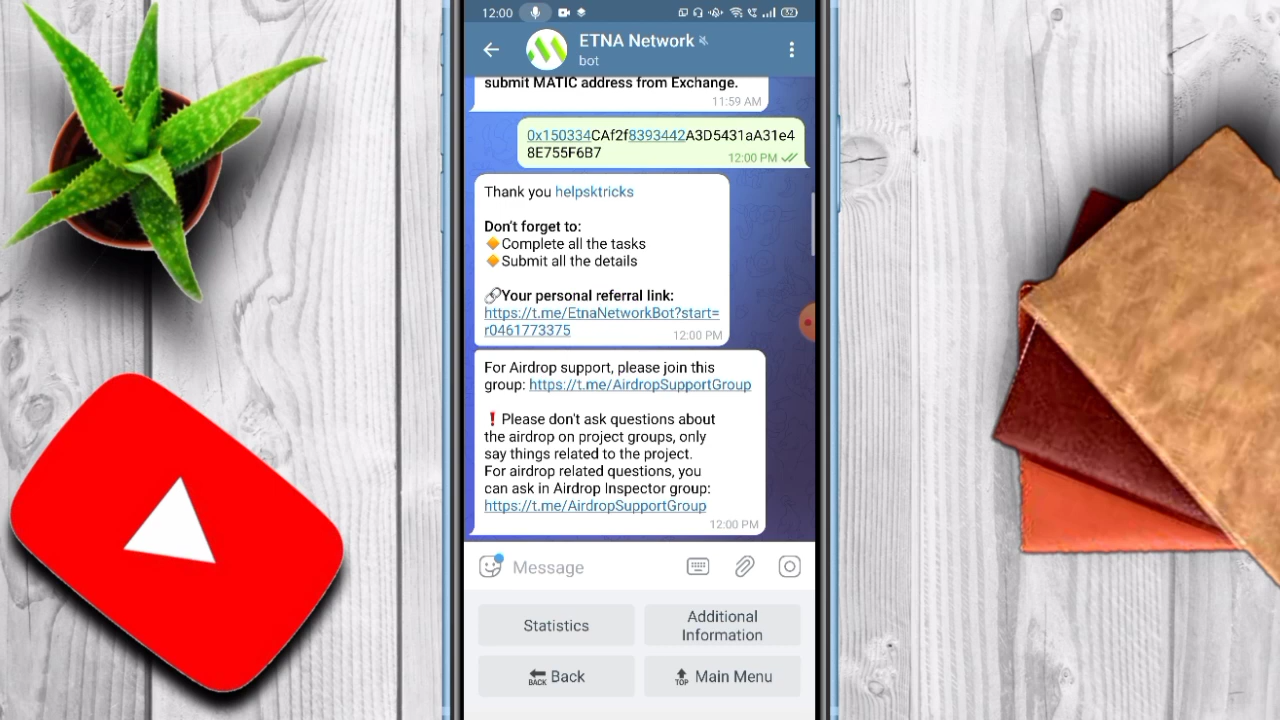 12:00
52
ETNA Network
bot
submit MATIC address from Exchange.
11:59 AM
0x150334CAf2f8393442A3D5431aA31e4
8E755F6B7
12:00 PM
Thank you helpsktricks
Don't forget to:
Complete all the tasks
Submit all the details
Your personal referral link:
https://t.me/EtnaNetworkBot?start=
r0461773375
12:00 PM
For Airdrop support, please join this
group: https://t.me/AirdropSupportGroup
❗Please don't ask questions about
the airdrop on project groups, only
say things related to the project.
For airdrop related questions, you
can ask in Airdrop Inspector group:
https://t.me/AirdropSupportGroup
12:00 PM
Message
Statistics
Additional
Information
BACK Back
TOP Main Menu